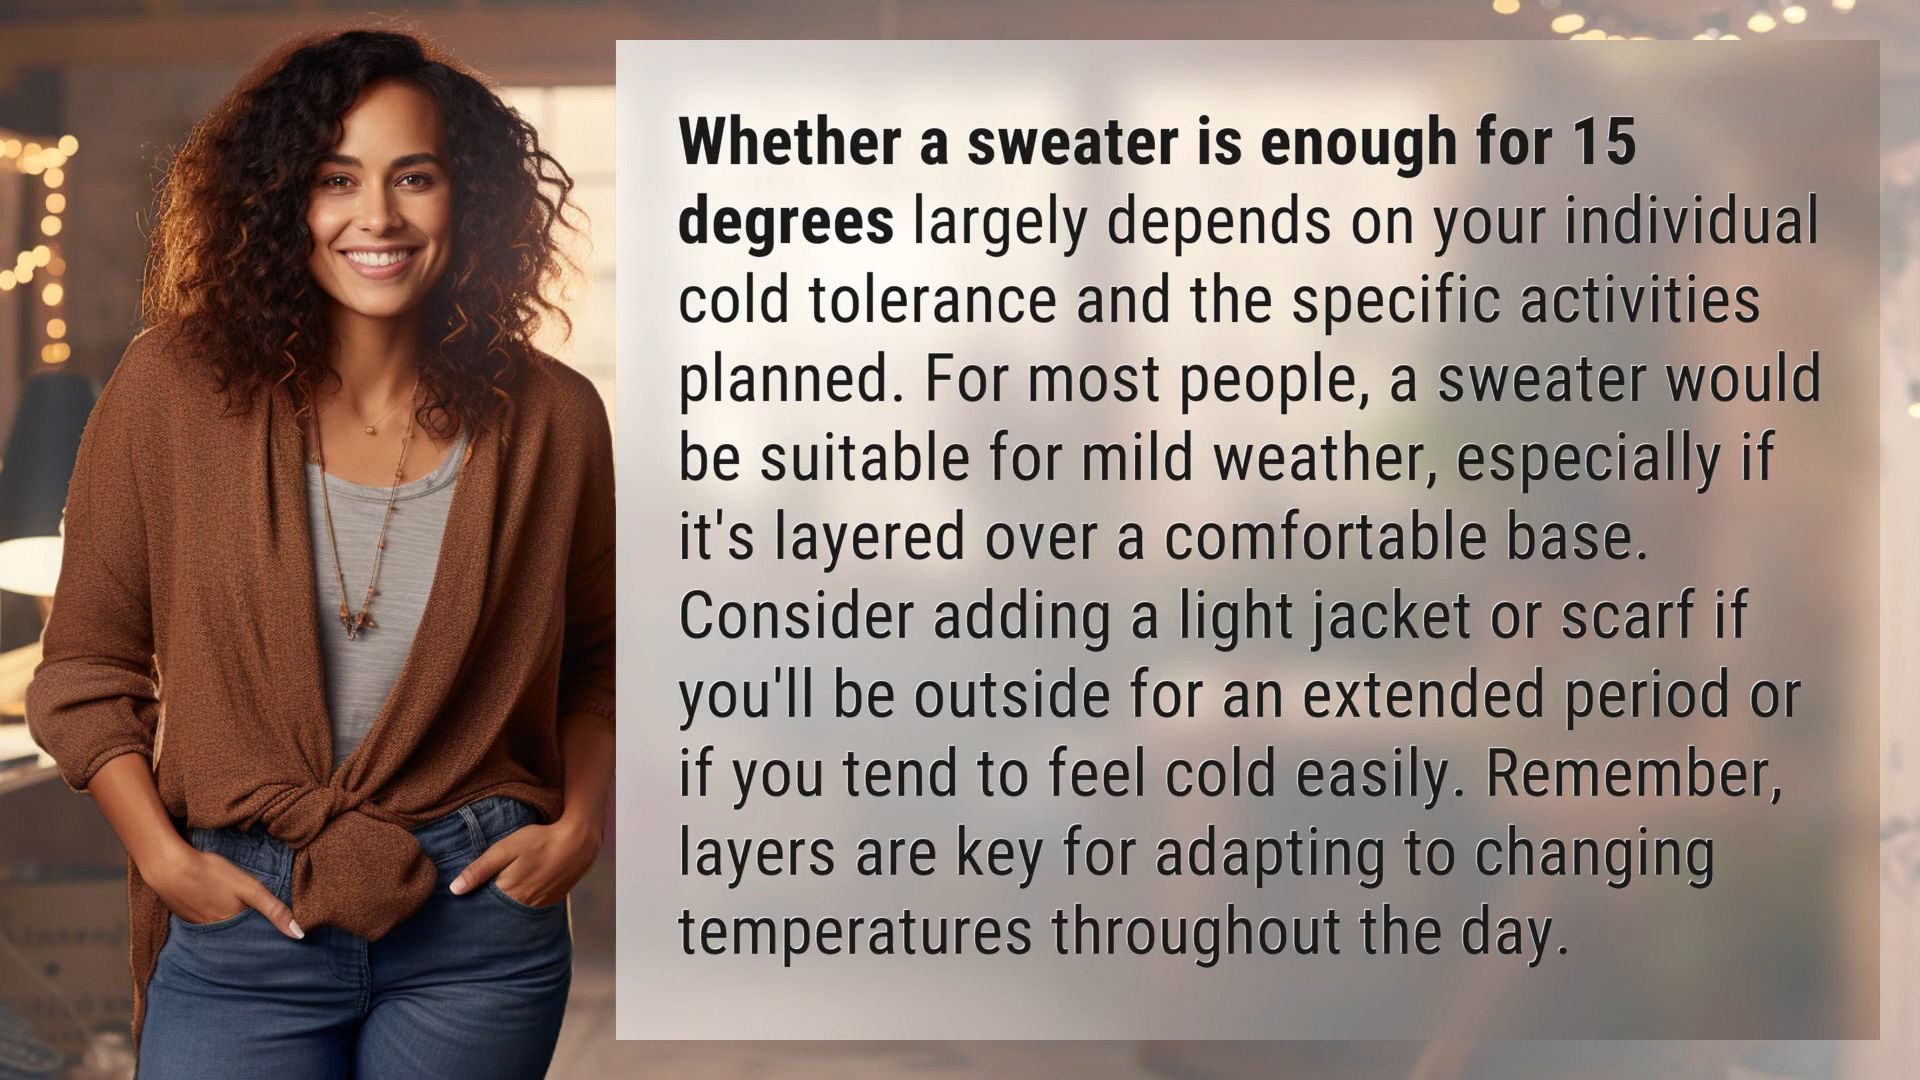 Whether a sweater is enough for 15
degrees largely depends on your individual
cold tolerance and the specific activities
planned. For most people, a sweater would
be suitable for mild weather, especially if
it's layered over a comfortable base.
Consider adding a light jacket or scarf if
you'll be outside for an extended period or
if you tend to feel cold easily. Remember,
layers are key for adapting to changing
temperatures throughout the day.